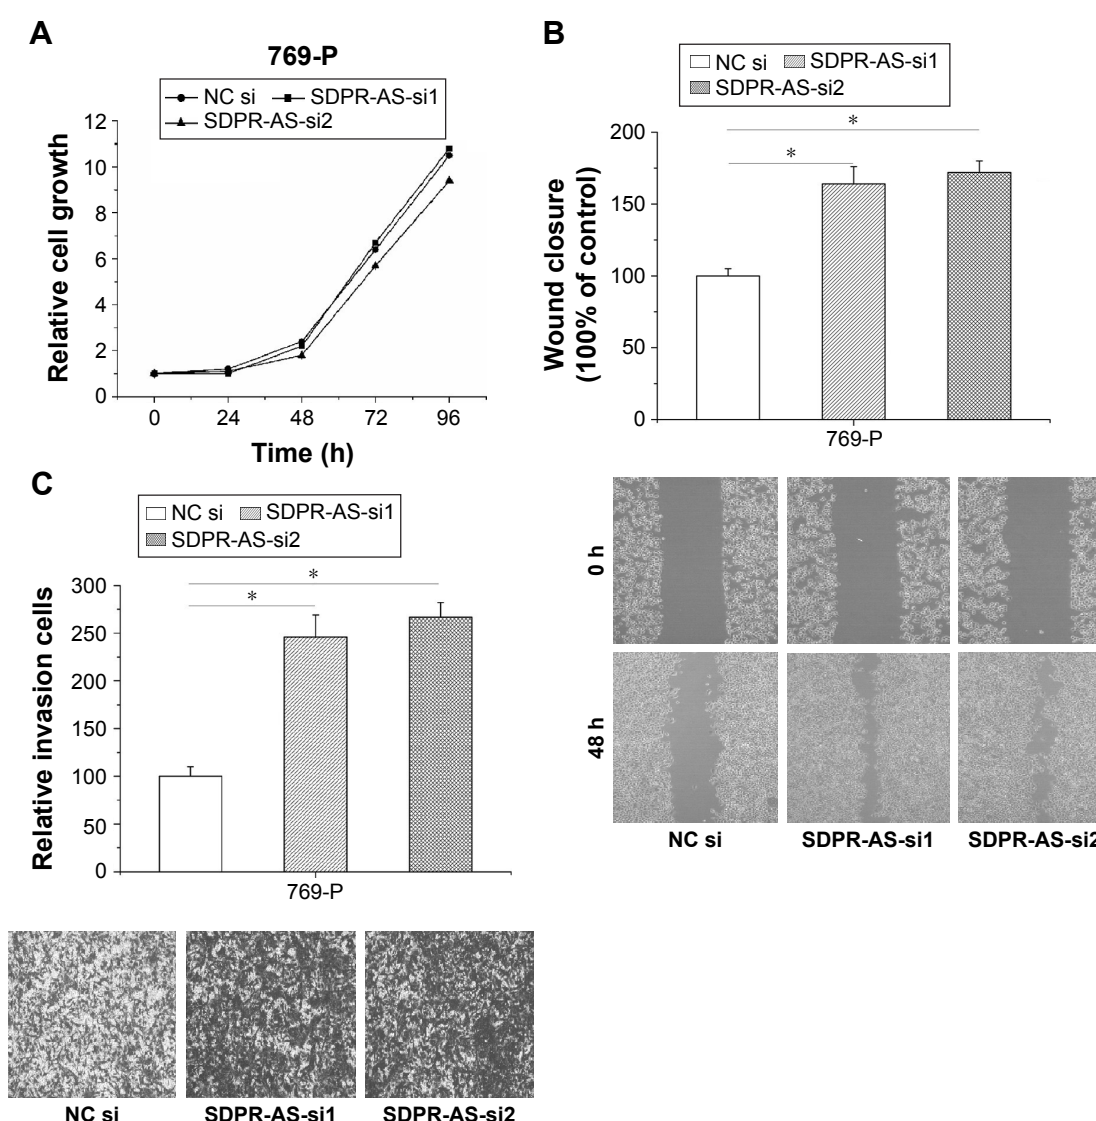 A
769-P
NC si SDPR-AS-si1
SDPR-AS-si2
12
10
8
6
4
2
0
Relative cell growth
0 24 48 72 96
Time (h)
B
NC si SDPR-AS-si1
SDPR-AS-si2
200
150
100
50
0
Wound closure
(100% of control)
*
*
769-P
0 h
48 h
NC si SDPR-AS-si1 SDPR-AS-si2
C
NC si SDPR-AS-si1
SDPR-AS-si2
300
250
200
150
100
50
0
Relative invasion cells
*
*
769-P
NC si SDPR-AS-si1 SDPR-AS-si2